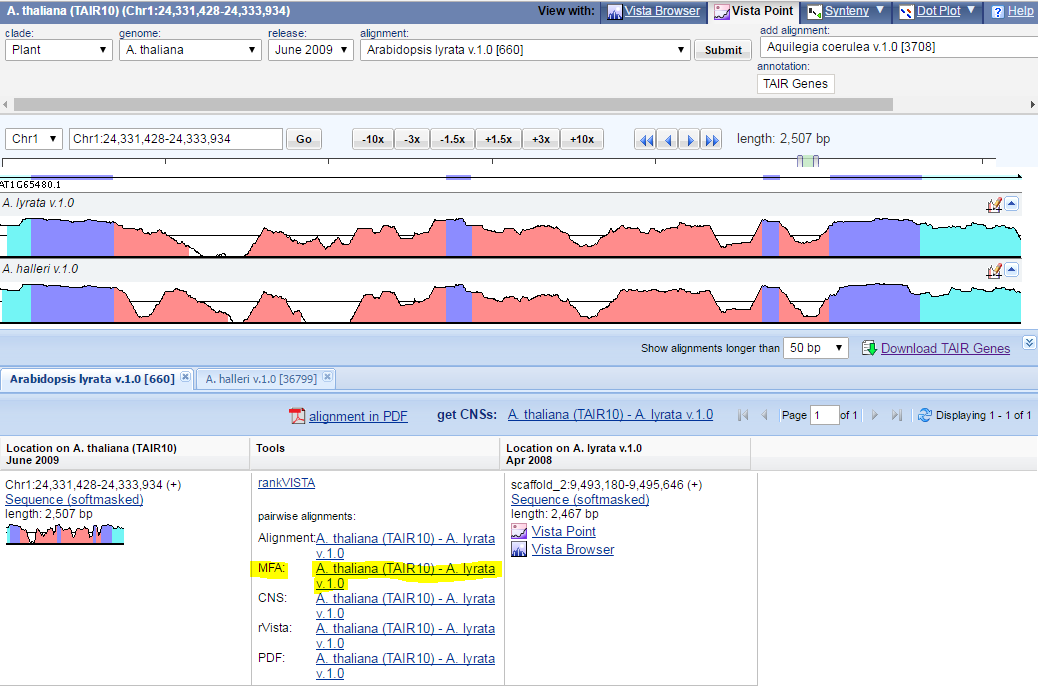 A. thaliana (TAIR10) (Chr1:24,331,428-24,333,934) View with: Vista Browser Vista Point Synteny Dot Plot Help
clade: genome: release: alignment: add alignment:
Plant A. thaliana June 2009 Arabidopsis lyrata v.1.0 [660] Submit Aquilegia coerulea v.1.0 [3708]
annotation:
TAIR Genes
Chr1 Chr1:24,331,428-24,333,934 Go -10x -3x -1.5x +1.5x +3x +10x length: 2,507 bp
AT1G65480.1
A. lyrata v.1.0
A. halleri v.1.0
Show alignments longer than 50 bp Download TAIR Genes
Arabidopsis lyrata v.1.0 [660] A. halleri v.1.0 [36799]
alignment in PDF get CNSs: A. thaliana (TAIR10) - A. lyrata v.1.0 Page 1 of 1 Displaying 1 - 1 of 1
Location on A. thaliana (TAIR10)
June 2009
Tools
Location on A. lyrata v.1.0
Apr 2008
Chr1:24,331,428-24,333,934 (+)
Sequence (softmasked)
length: 2,507 bp
rankVISTA
pairwise alignments:
Alignment: A. thaliana (TAIR10) - A. lyrata
v.1.0
MFA: A. thaliana (TAIR10) - A. lyrata
v.1.0
CNS: A. thaliana (TAIR10) - A. lyrata
v.1.0
rVista: A. thaliana (TAIR10) - A. lyrata
v.1.0
PDF: A. thaliana (TAIR10) - A. lyrata
v.1.0
scaffold_2:9,493,180-9,495,646 (+)
Sequence (softmasked)
length: 2,467 bp
Vista Point
Vista Browser